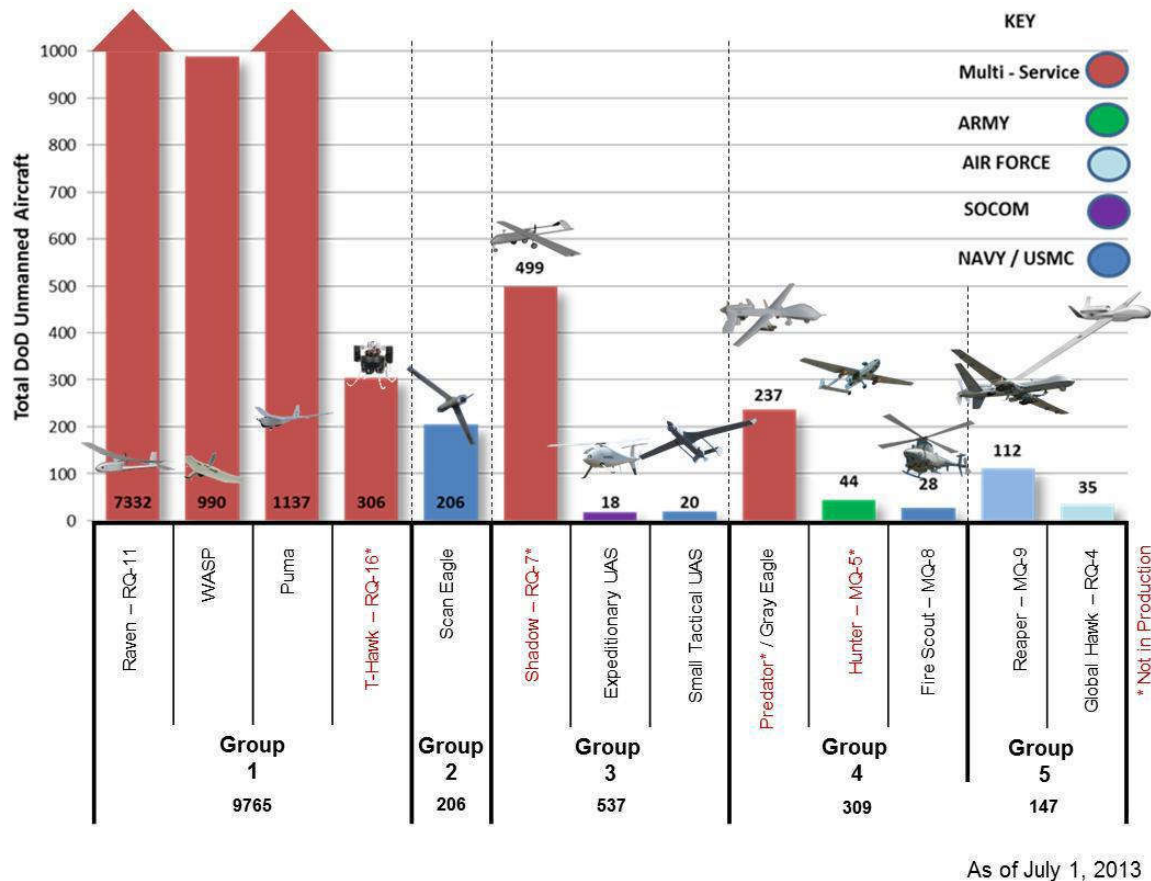 KEY
Multi - Service
ARMY
AIR FORCE
SOCOM
NAVY / USMC
Total DoD Unmanned Aircraft
1000
900
800
700
600
500
400
300
200
100
0
7332
990
1137
306
206
499
18
20
237
44
28
112
35
Raven – RQ-11
WASP
Puma
T-Hawk – RQ-16*
Scan Eagle
Shadow – RQ-7*
Expeditionary UAS
Small Tactical UAS
Predator* / Gray Eagle
Hunter – MQ-5*
Fire Scout – MQ-8
Reaper – MQ-9
Global Hawk – RQ-4
* Not in Production
Group
1
9765
Group
2
206
Group
3
537
Group
4
309
Group
5
147
As of July 1, 2013